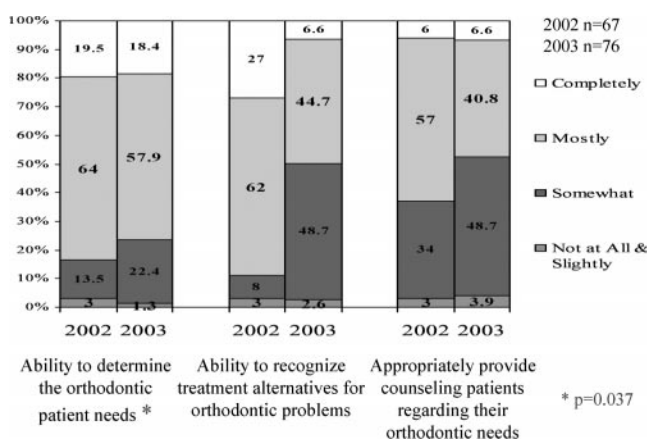 100%
90%
80%
70%
60%
50%
40%
30%
20%
10%
0%
19.5
64
13.5
3
18.4
57.9
22.4
1.3
27
62
8
3
6.6
44.7
48.7
2.6
6
57
34
3
6.6
40.8
48.7
3.9
2002 n=67
2003 n=76
Completely
Mostly
Somewhat
Not at All &
Slightly
2002 2003 2002 2003 2002 2003
Ability to determine
the orthodontic
patient needs *
Ability to recognize
treatment alternatives for
orthodontic problems
Appropriately provide
counseling patients
regarding their
orthodontic needs
* p=0.037